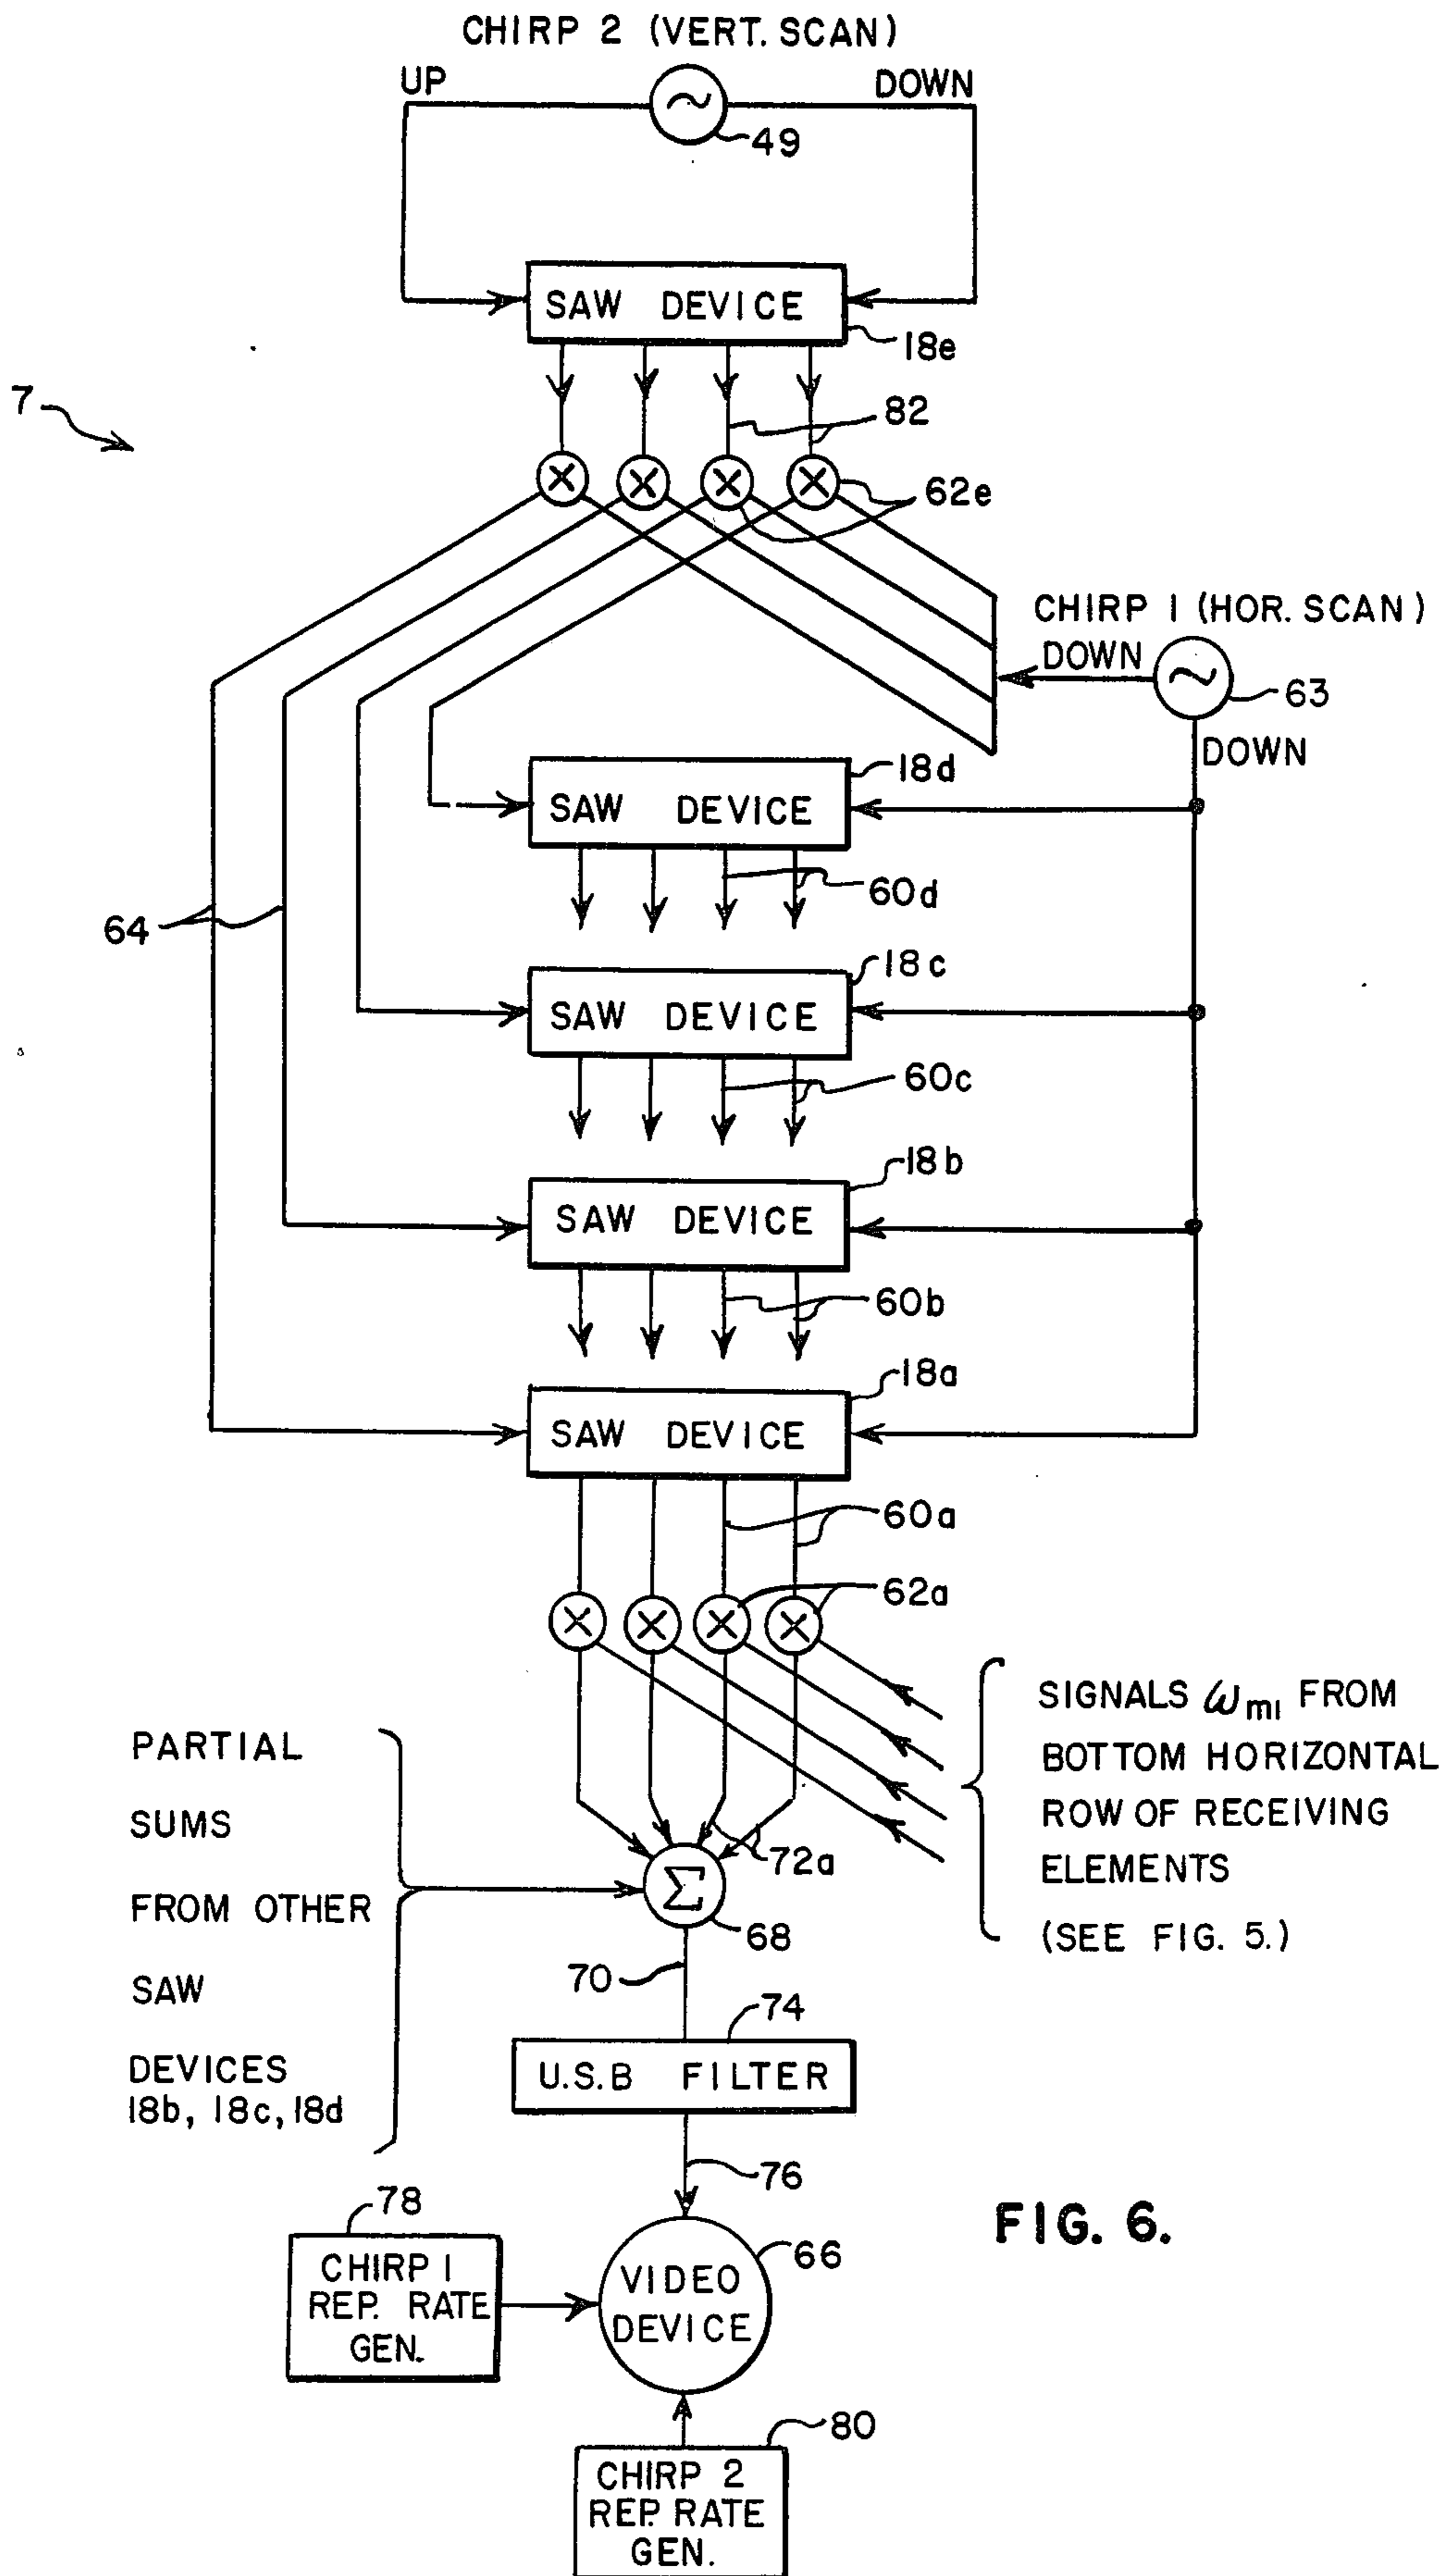 CHIRP 2 (VERT. SCAN)
UP
DOWN
49
SAW DEVICE
18e
7
82
62e
CHIRP 1 (HOR. SCAN)
DOWN
63
DOWN
18d
SAW DEVICE
60d
64
18c
SAW DEVICE
60c
18b
SAW DEVICE
60b
18a
SAW DEVICE
60a
62a
SIGNALS ωm1 FROM
BOTTOM HORIZONTAL
ROW OF RECEIVING
ELEMENTS
(SEE FIG. 5.)
PARTIAL
SUMS
FROM OTHER
SAW
DEVICES
18b, 18c, 18d
72a
Σ
68
70
74
U.S.B FILTER
76
78
CHIRP 1
REP. RATE
GEN.
66
VIDEO
DEVICE
FIG. 6.
80
CHIRP 2
REP. RATE
GEN.